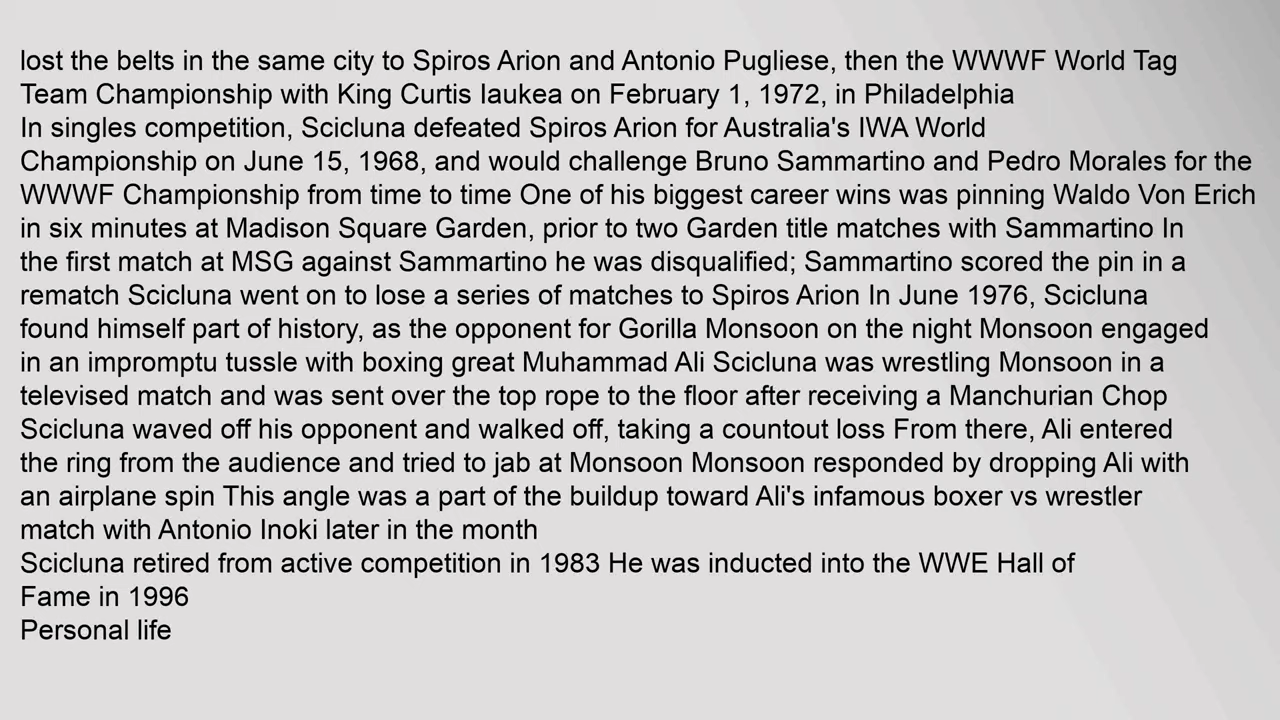 lost the belts in the same city to Spiros Arion and Antonio Pugliese, then the WWWF World Tag
Team Championship with King Curtis Iaukea on February 1, 1972, in Philadelphia
In singles competition, Scicluna defeated Spiros Arion for Australia's IWA World
Championship on June 15, 1968, and would challenge Bruno Sammartino and Pedro Morales for the
WWWF Championship from time to time One of his biggest career wins was pinning Waldo Von Erich
in six minutes at Madison Square Garden, prior to two Garden title matches with Sammartino In
the first match at MSG against Sammartino he was disqualified; Sammartino scored the pin in a
rematch Scicluna went on to lose a series of matches to Spiros Arion In June 1976, Scicluna
found himself part of history, as the opponent for Gorilla Monsoon on the night Monsoon engaged
in an impromptu tussle with boxing great Muhammad Ali Scicluna was wrestling Monsoon in a
televised match and was sent over the top rope to the floor after receiving a Manchurian Chop
Scicluna waved off his opponent and walked off, taking a countout loss From there, Ali entered
the ring from the audience and tried to jab at Monsoon Monsoon responded by dropping Ali with
an airplane spin This angle was a part of the buildup toward Ali's infamous boxer vs wrestler
match with Antonio Inoki later in the month
Scicluna retired from active competition in 1983 He was inducted into the WWE Hall of
Fame in 1996
Personal life